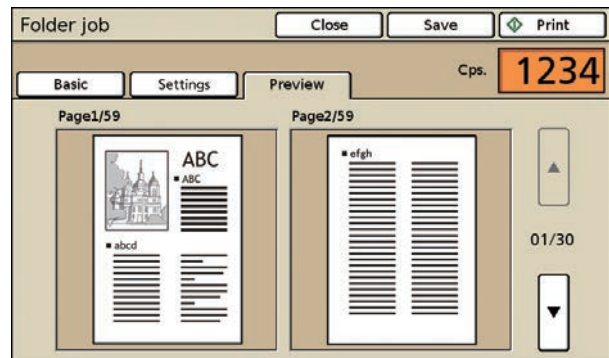 Folder job Close Save Print
Cps. 1234
Basic Settings Preview
Page1/59 Page2/59
ABC
■ ABC
■ efgh
■ abcd
01/30